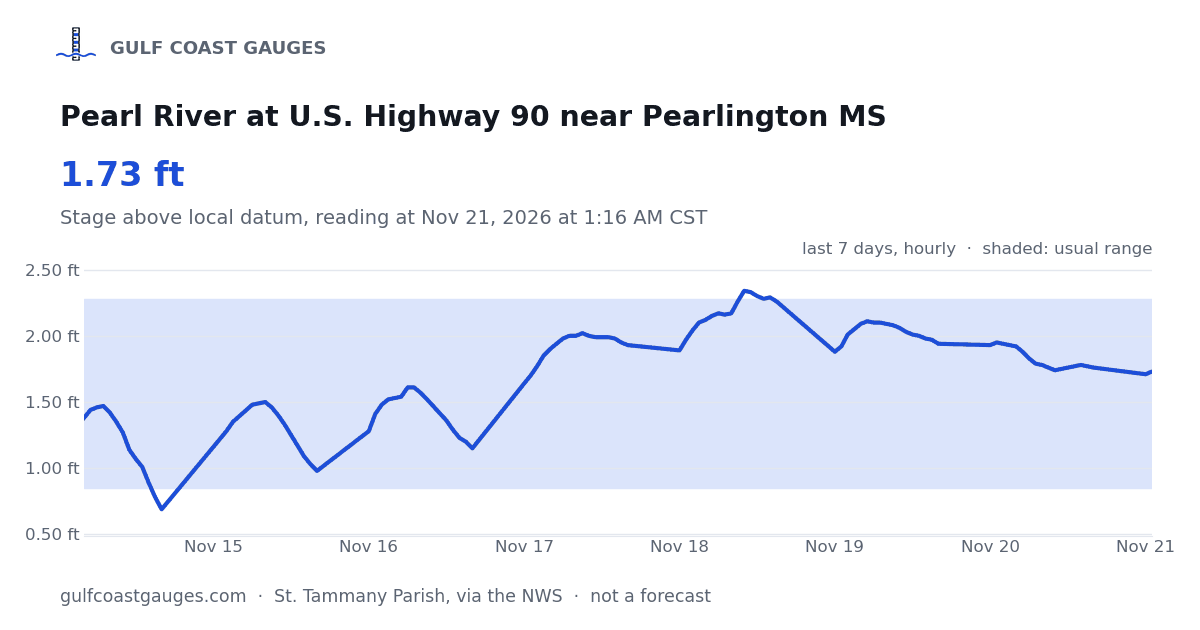 GULF COAST GAUGES
Pearl River at U.S. Highway 90 near Pearlington MS
1.73 ft
Stage above local datum, reading at Nov 21, 2026 at 1:16 AM CST
last 7 days, hourly · shaded: usual range
2.50 ft
2.00 ft
1.50 ft
1.00 ft
0.50 ft
Nov 15 Nov 16 Nov 17 Nov 18 Nov 19 Nov 20 Nov 21
gulfcoastgauges.com · St. Tammany Parish, via the NWS · not a forecast